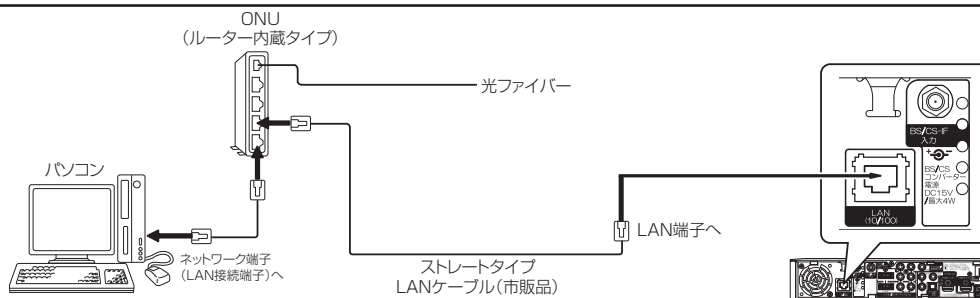 ONU
（ルーター内蔵タイプ）
光ファイバー
パソコン
ネットワーク端子
（LAN接続端子）へ
ストレートタイプ
LANケーブル（市販品）
LAN端子へ
BS/CS-IF
入力
BS/CS
コンバーター
電源
DC15V
/最大4W
LAN
(10/100)